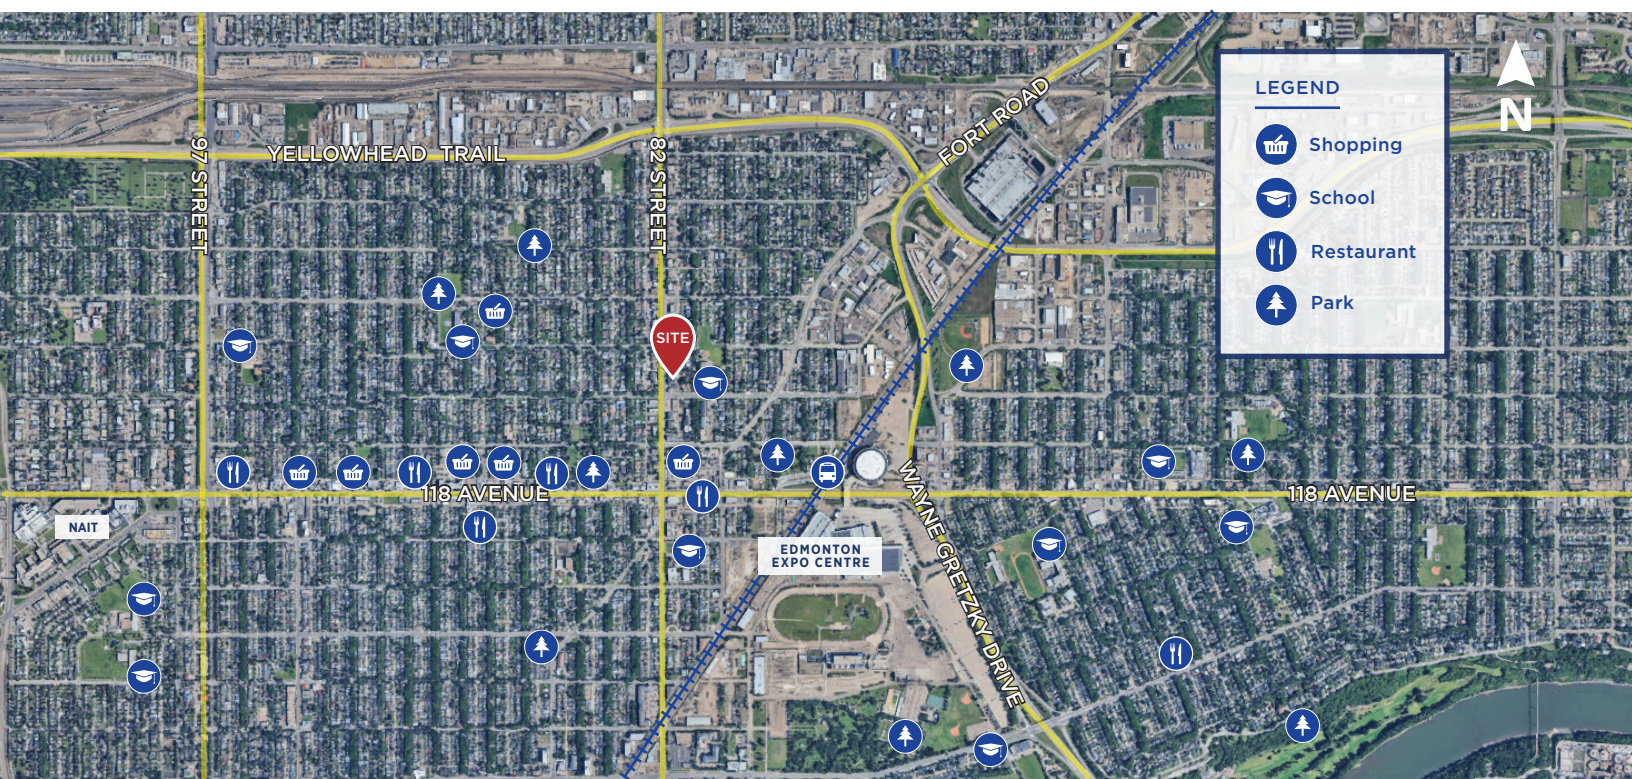 FORT ROAD
LEGEND
N
Shopping
School
Restaurant
Park
97 STREET
YELLOWHEAD TRAIL
82 STREET
SITE
118 AVENUE
118 AVENUE
WAYNE GRETZKY DRIVE
NAIT
EDMONTON
EXPO CENTRE